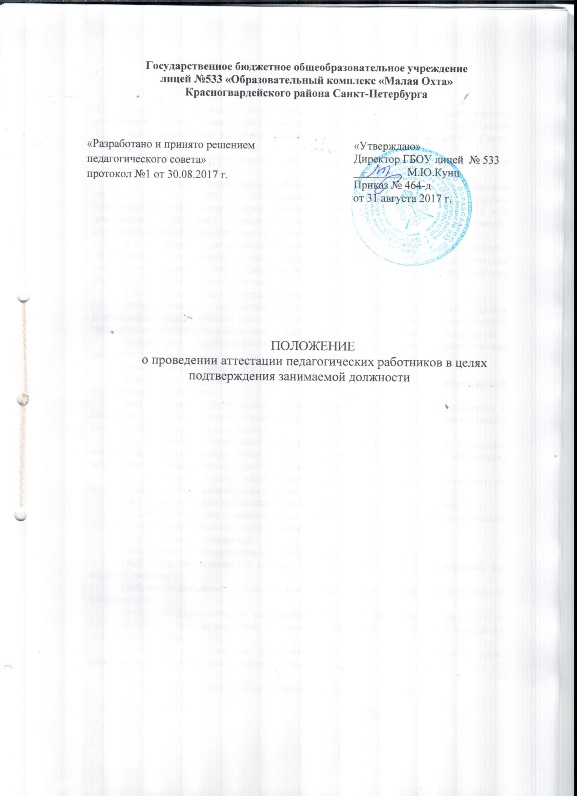 Государственное бюджетное общеобразовательное учреждение
лицей №533 «Образовательный комплекс «Малая Охта»
Красногвардейского района Санкт-Петербурга
«Разработано и принято решением
педагогического совета»
протокол №1 от 30.08.2017 г.
«Утверждаю»
Директор ГБОУ лицей № 533
М.Ю.Кунц
Приказ № 464-д
от 31 августа 2017 г.
ПОЛОЖЕНИЕ
о проведении аттестации педагогических работников в целях
подтверждения занимаемой должности